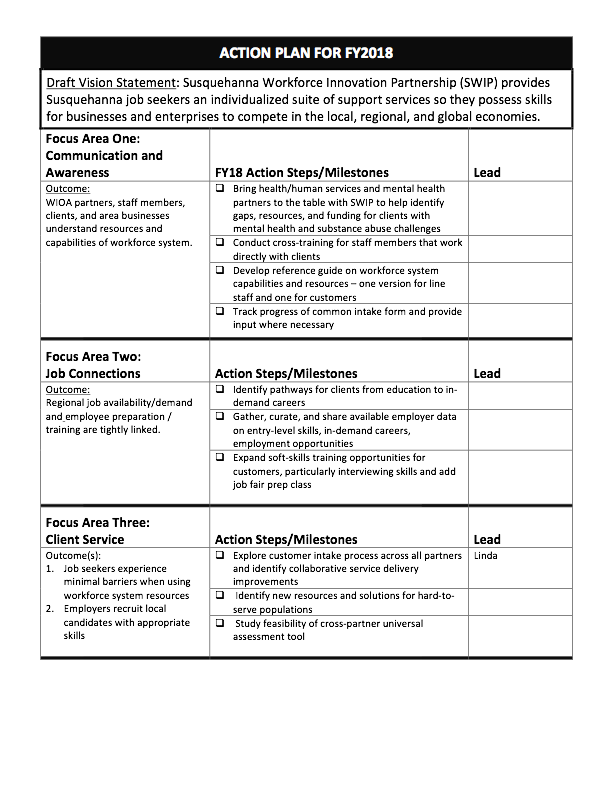 ACTION PLAN FOR FY2018
Draft Vision Statement: Susquehanna Workforce Innovation Partnership (SWIP) provides
Susquehanna job seekers an individualized suite of support services so they possess skills
for businesses and enterprises to compete in the local, regional, and global economies.
Focus Area One:
Communication and
Awareness
FY18 Action Steps/Milestones
Lead
Outcome:
WIOA partners, staff members,
clients, and area businesses
understand resources and
capabilities of workforce system.
❑ Bring health/human services and mental health
partners to the table with SWIP to help identify
gaps, resources, and funding for clients with
mental health and substance abuse challenges
❑ Conduct cross-training for staff members that work
directly with clients
❑ Develop reference guide on workforce system
capabilities and resources – one version for line
staff and one for customers
❑ Track progress of common intake form and provide
input where necessary
Focus Area Two:
Job Connections
Action Steps/Milestones
Lead
Outcome:
Regional job availability/demand
and employee preparation /
training are tightly linked.
❑ Identify pathways for clients from education to in-
demand careers
❑ Gather, curate, and share available employer data
on entry-level skills, in-demand careers,
employment opportunities
❑ Expand soft-skills training opportunities for
customers, particularly interviewing skills and add
job fair prep class
Focus Area Three:
Client Service
Action Steps/Milestones
Lead
Outcome(s):
1. Job seekers experience
minimal barriers when using
workforce system resources
2. Employers recruit local
candidates with appropriate
skills
❑ Explore customer intake process across all partners
and identify collaborative service delivery
improvements
Linda
❑ Identify new resources and solutions for hard-to-
serve populations
❑ Study feasibility of cross-partner universal
assessment tool